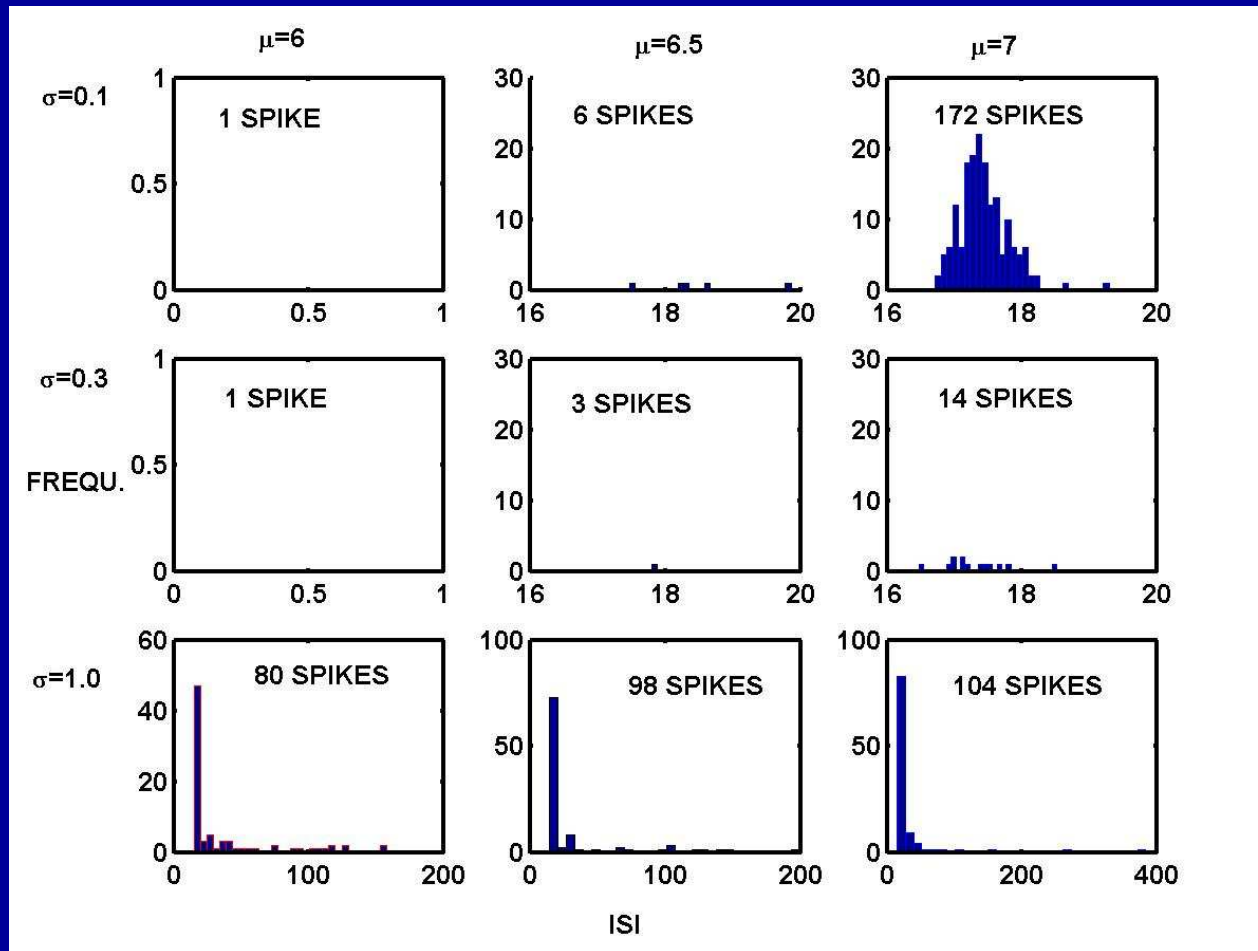 μ=6 μ=6.5 μ=7
σ=0.1
1 SPIKE
1
0.5
0
0 0.5 1
6 SPIKES
30
20
10
0
16 18 20
172 SPIKES
30
20
10
0
16 18 20
σ=0.3
FREQU.
1 SPIKE
1
0.5
0
0 0.5 1
3 SPIKES
30
20
10
0
16 18 20
14 SPIKES
30
20
10
0
16 18 20
σ=1.0
80 SPIKES
60
40
20
0
0 100 200
98 SPIKES
100
50
0
0 100 200
104 SPIKES
100
50
0
0 200 400
ISI